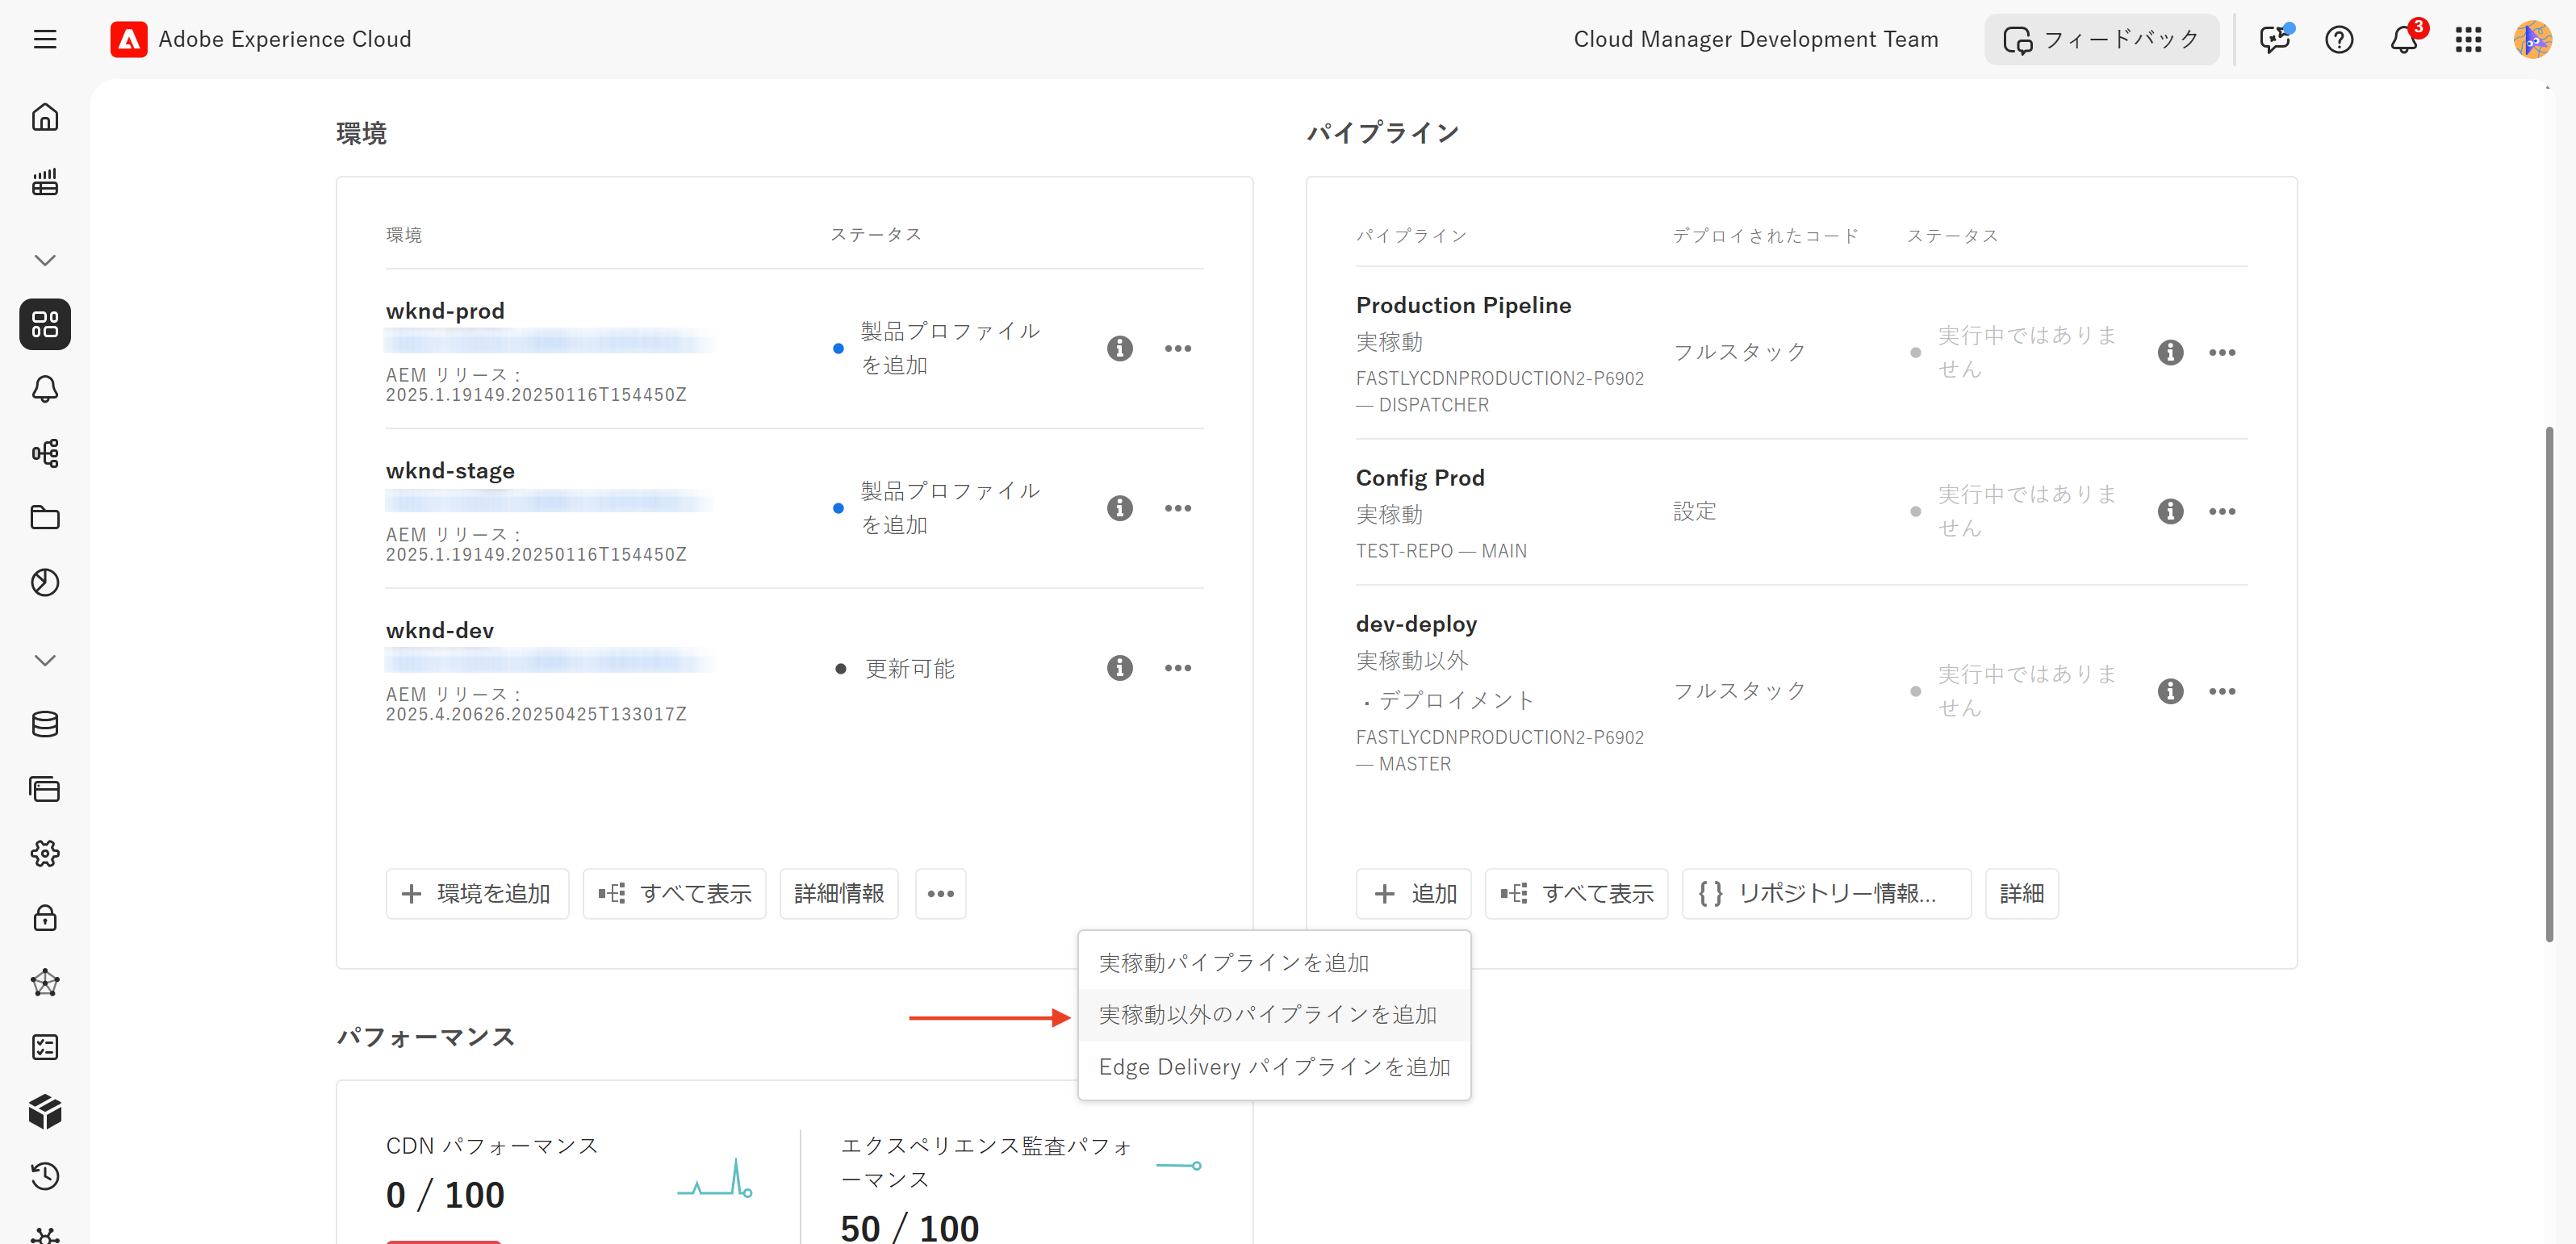 Adobe Experience Cloud
Cloud Manager Development Team
フィードバック
3
環境
環境
ステータス
wknd-prod
AEM リリース :
2025.1.19149.20250116T154450Z
製品プロファイル
を追加
wknd-stage
AEM リリース :
2025.1.19149.20250116T154450Z
製品プロファイル
を追加
wknd-dev
AEM リリース :
2025.4.20626.20250425T133017Z
更新可能
環境を追加
すべて表示
詳細情報
パイプライン
パイプライン
デプロイされたコード
ステータス
Production Pipeline
実稼動
FASTLYCDNPRODUCTION2-P6902
— DISPATCHER
フルスタック
実行中ではありま
せん
Config Prod
実稼動
TEST-REPO — MAIN
設定
実行中ではありま
せん
dev-deploy
実稼動以外
・デプロイメント
FASTLYCDNPRODUCTION2-P6902
— MASTER
フルスタック
実行中ではありま
せん
追加
すべて表示
リポジトリー情報...
詳細
実稼動パイプラインを追加
実稼動以外のパイプラインを追加
Edge Delivery パイプラインを追加
パフォーマンス
CDN パフォーマンス
0 / 100
エクスペリエンス監査パフォ
ーマンス
50 / 100